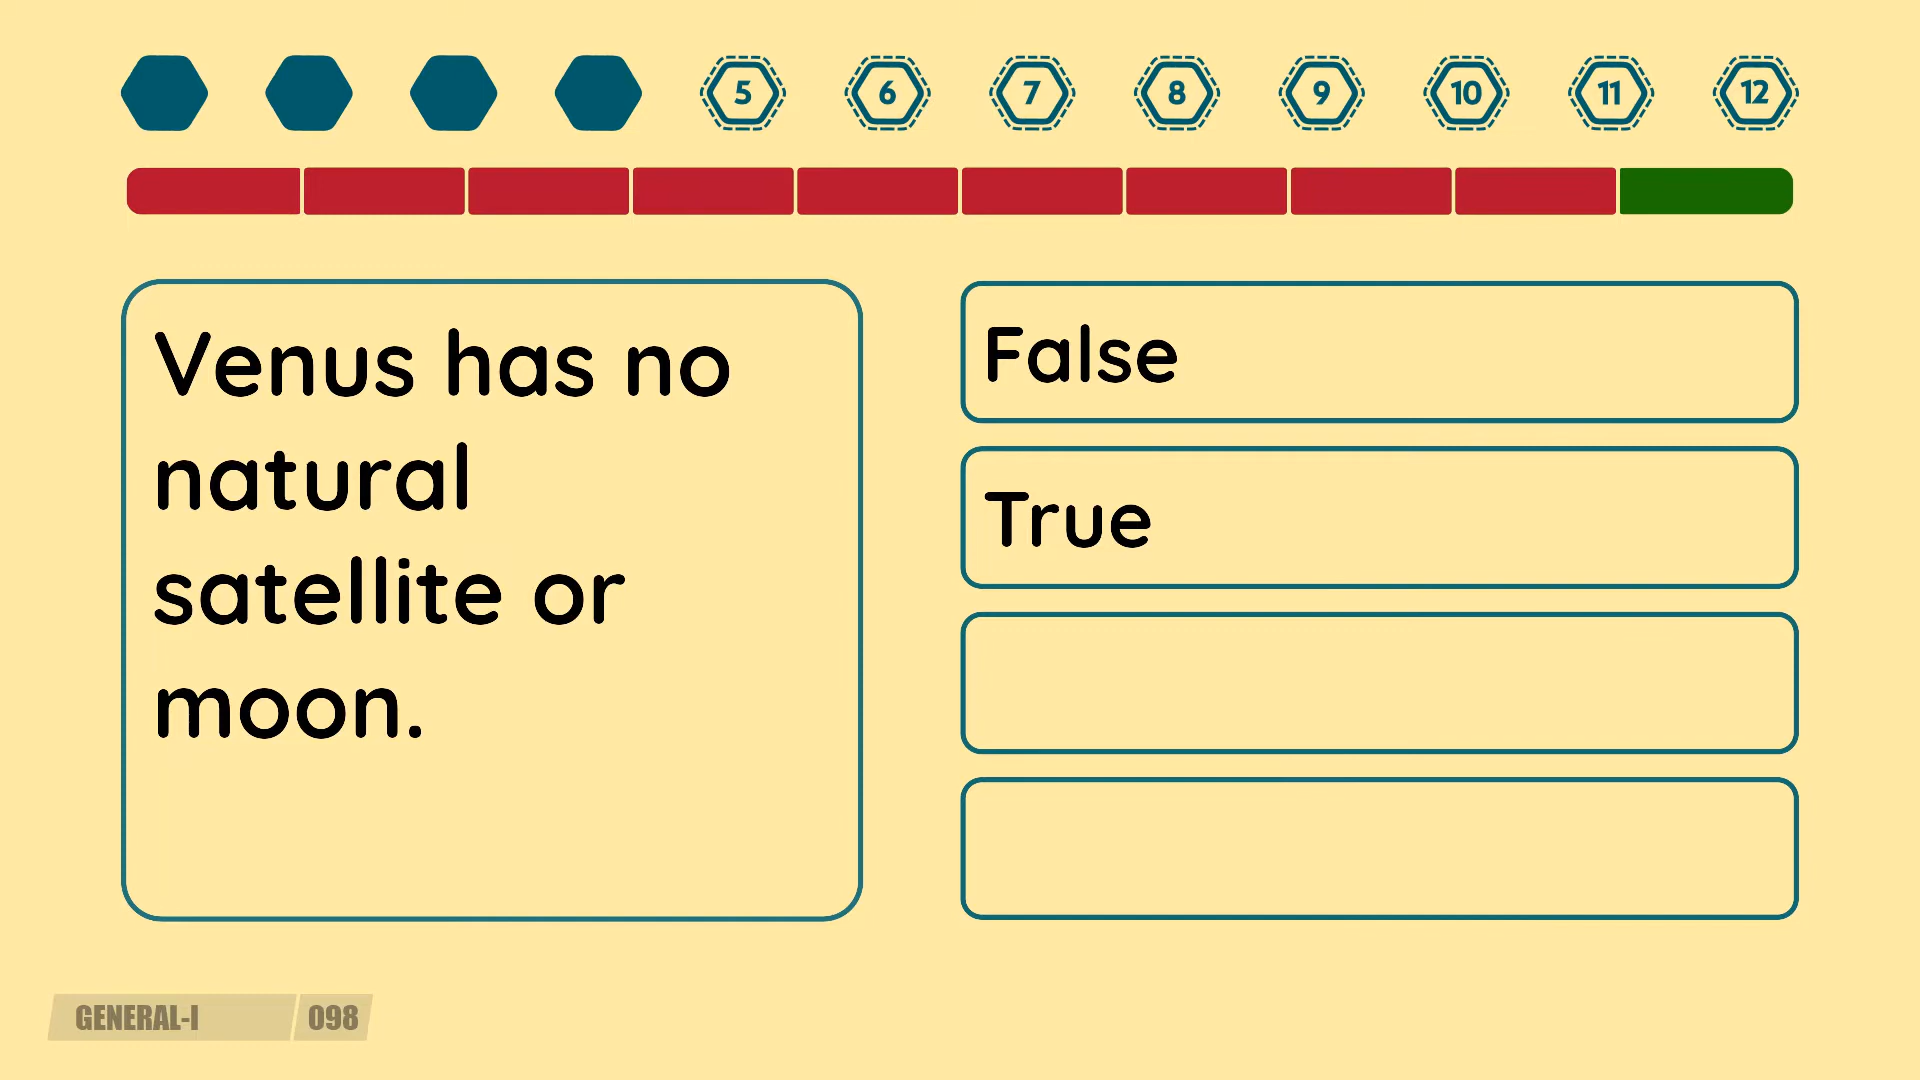 5 6 7 8 9 10 11 12
Venus has no
natural
satellite or
moon.
False
True
GENERAL-I 098